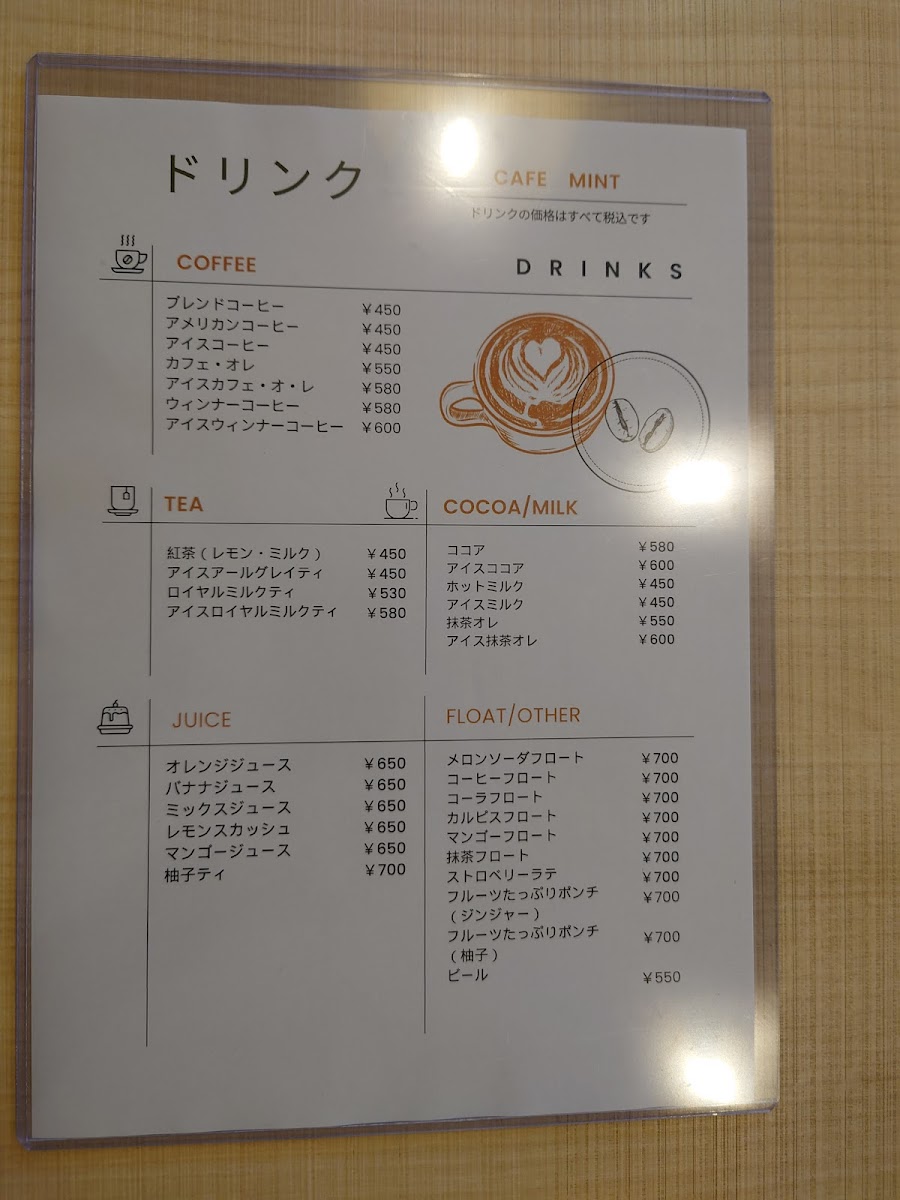 ドリンク
CAFE MINT
ドリンクの価格はすべて税込です
DRINKS
COFFEE
ブレンドコーヒー ¥450
アメリカンコーヒー ¥450
アイスコーヒー ¥450
カフェ・オレ ¥550
アイスカフェ・オ・レ ¥580
ウィンナーコーヒー ¥580
アイスウィンナーコーヒー ¥600
TEA
紅茶(レモン・ミルク) ¥450
アイスアールグレイティ ¥450
ロイヤルミルクティ ¥530
アイスロイヤルミルクティ ¥580
COCOA/MILK
ココア ¥580
アイスココア ¥600
ホットミルク ¥450
アイスミルク ¥450
抹茶オレ ¥550
アイス抹茶オレ ¥600
JUICE
オレンジジュース ¥650
バナナジュース ¥650
ミックスジュース ¥650
レモンスカッシュ ¥650
マンゴージュース ¥650
柚子ティ ¥700
FLOAT/OTHER
メロンソーダフロート ¥700
コーヒーフロート ¥700
コーラフロート ¥700
カルピスフロート ¥700
マンゴーフロート ¥700
抹茶フロート ¥700
ストロベリーラテ ¥700
フルーツたっぷりポンチ ¥700
(ジンジャー)
フルーツたっぷりポンチ ¥700
(柚子)
ビール ¥550